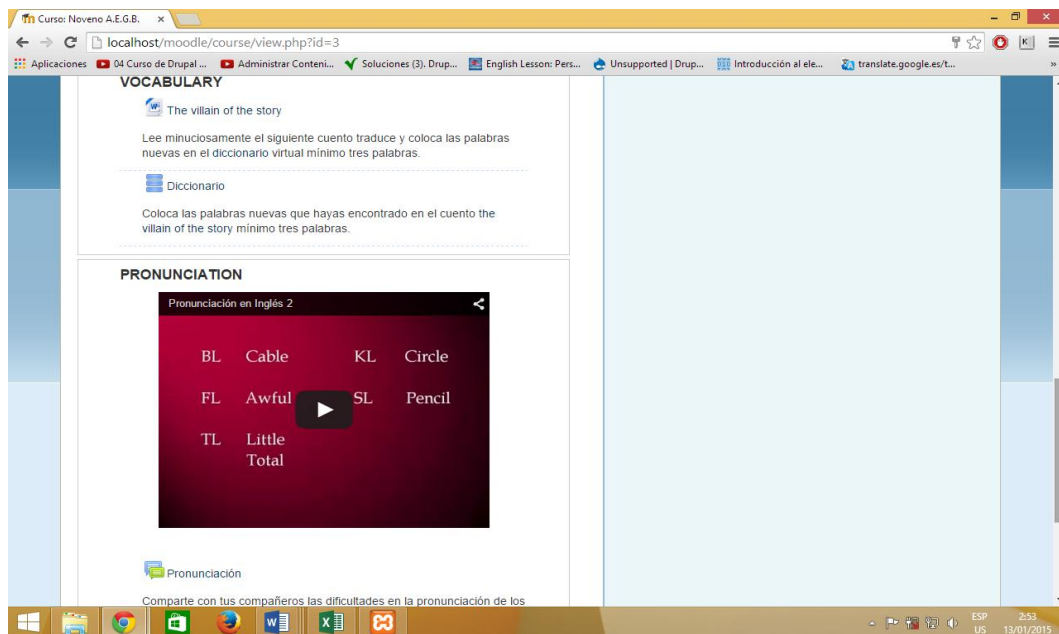 Curso: Noveno A.E.G.B.
localhost/moodle/course/view.php?id=3
Aplicaciones 04 Curso de Drupal ... Administrar Conteni... Soluciones (3). Drup... English Lesson: Pers... Unsupported | Drup... Introducción al ele... translate.google.es/t... »
VOCABULARY
The villain of the story
Lee minuciosamente el siguiente cuento traduce y coloca las palabras
nuevas en el diccionario virtual mínimo tres palabras.
Diccionario
Coloca las palabras nuevas que hayas encontrado en el cuento the
villain of the story mínimo tres palabras.
PRONUNCIATION
Pronunciación en Inglés 2
BL Cable KL Circle
FL Awful SL Pencil
TL Little
Total
Pronunciación
Comparte con tus compañeros las dificultades en la pronunciación de los
ESP 2:53
US 13/01/2015